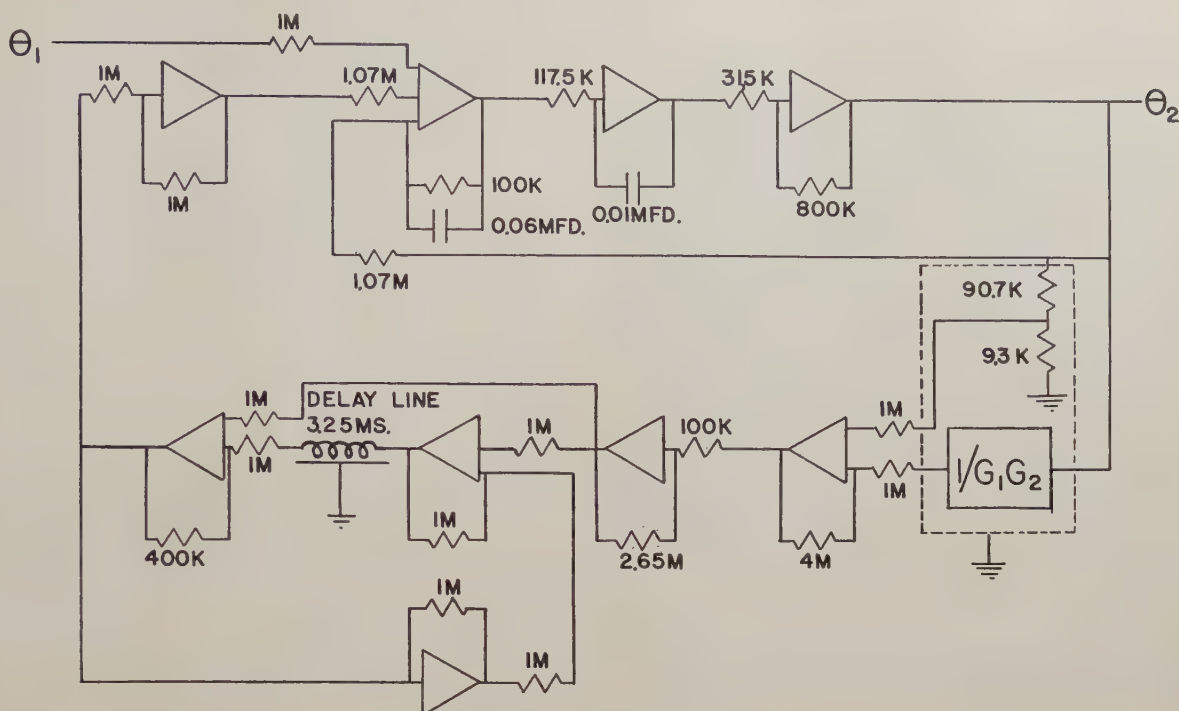 1M
θ₁
1M
1.07M
117.5K
315K
θ₂
1M
100K
0.06MFD.
0.01MFD.
800K
1.07M
90.7K
9.3K
1M
DELAY LINE
3.25MS.
1M
100K
1M
1M
1M
1/G₁G₂
1M
400K
2.65M
4M
1M
1M